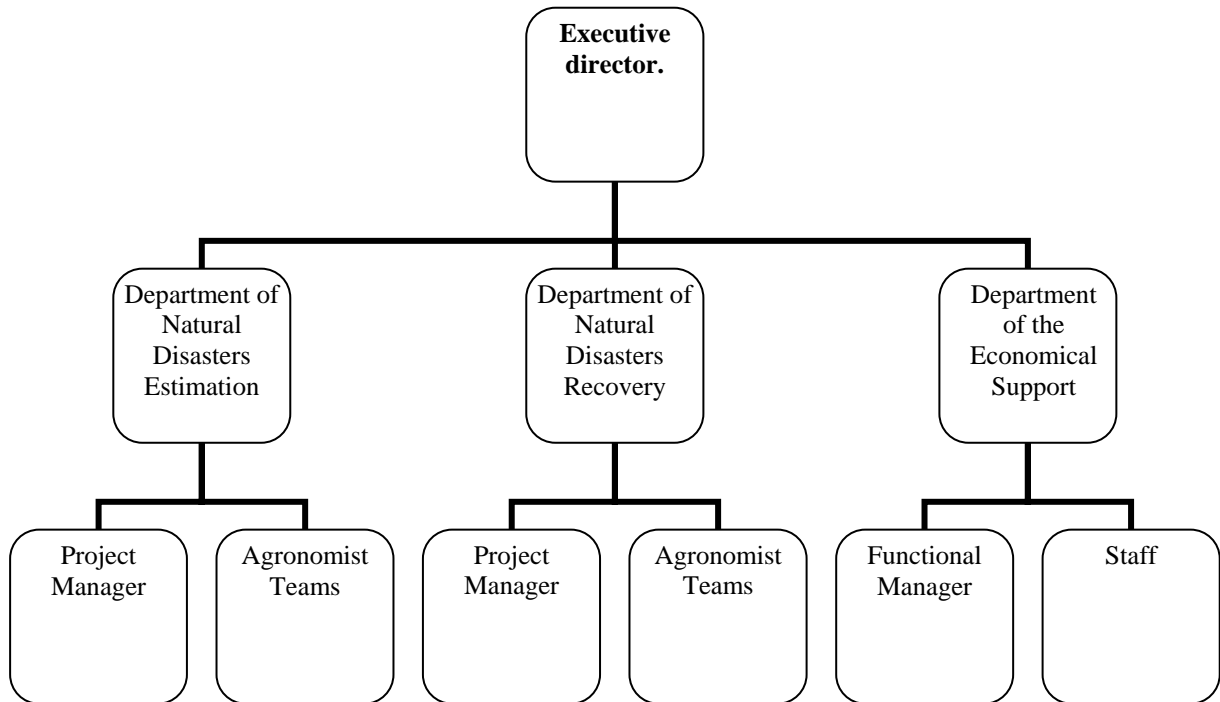 Executive
director.
Department of
Natural
Disasters
Estimation
Department of
Natural
Disasters
Recovery
Department
of the
Economical
Support
Project
Manager
Agronomist
Teams
Project
Manager
Agronomist
Teams
Functional
Manager
Staff